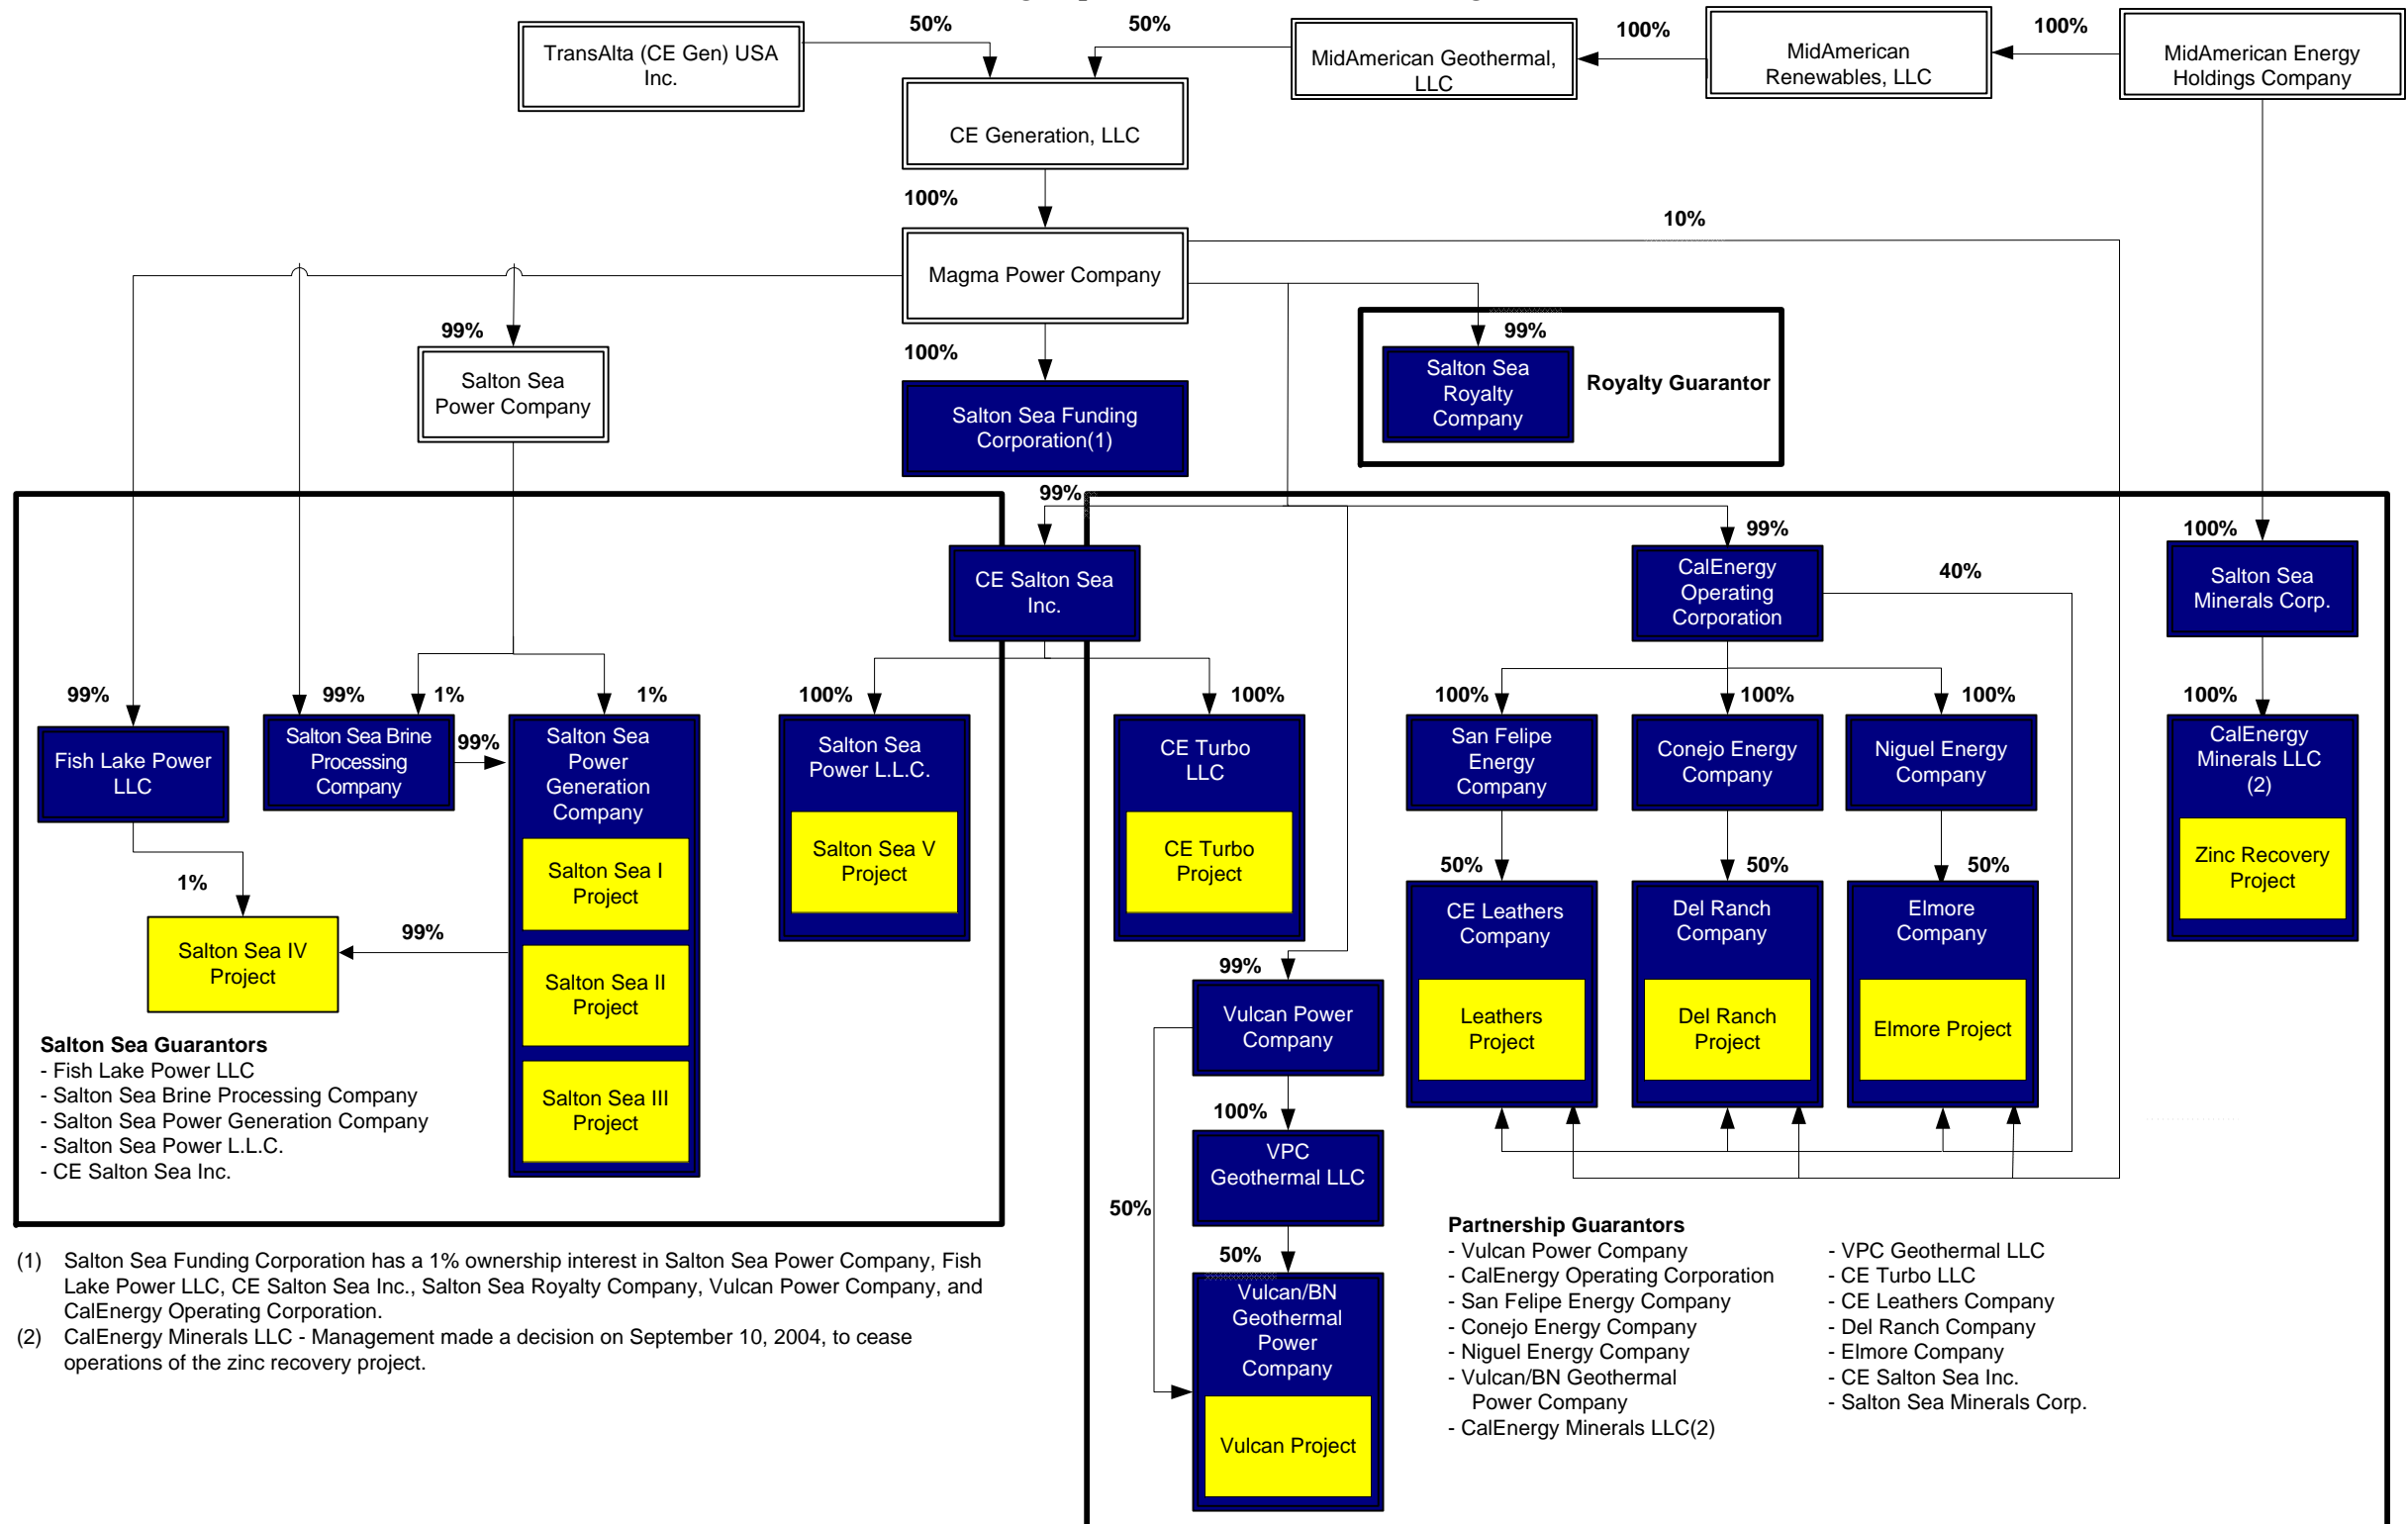 50%
50%
100%
100%
TransAlta (CE Gen) USA
Inc.
MidAmerican Geothermal,
LLC
MidAmerican
Renewables, LLC
MidAmerican Energy
Holdings Company
CE Generation, LLC
100%
10%
Magma Power Company
99%
100%
99%
Salton Sea
Power Company
Salton Sea Funding
Corporation(1)
Salton Sea
Royalty
Company
Royalty Guarantor
99%
99%
100%
CE Salton Sea
Inc.
CalEnergy
Operating
Corporation
40%
Salton Sea
Minerals Corp.
99%
99%
1%
1%
100%
100%
100%
100%
100%
100%
Fish Lake Power
LLC
Salton Sea Brine
Processing
Company
99%
Salton Sea
Power
Generation
Company
Salton Sea
Power L.L.C.
CE Turbo
LLC
San Felipe
Energy
Company
Conejo Energy
Company
Niguel Energy
Company
CalEnergy
Minerals LLC
(2)
Salton Sea I
Project
Salton Sea V
Project
CE Turbo
Project
Zinc Recovery
Project
1%
50%
50%
50%
Salton Sea IV
Project
99%
CE Leathers
Company
Del Ranch
Company
Elmore
Company
Salton Sea II
Project
99%
Vulcan Power
Company
Leathers
Project
Del Ranch
Project
Elmore Project
Salton Sea III
Project
Salton Sea Guarantors
- Fish Lake Power LLC
- Salton Sea Brine Processing Company
- Salton Sea Power Generation Company
- Salton Sea Power L.L.C.
- CE Salton Sea Inc.
100%
VPC
Geothermal LLC
50%
50%
Vulcan/BN
Geothermal
Power
Company
Vulcan Project
(1) Salton Sea Funding Corporation has a 1% ownership interest in Salton Sea Power Company, Fish
Lake Power LLC, CE Salton Sea Inc., Salton Sea Royalty Company, Vulcan Power Company, and
CalEnergy Operating Corporation.
(2) CalEnergy Minerals LLC - Management made a decision on September 10, 2004, to cease
operations of the zinc recovery project.
Partnership Guarantors
- Vulcan Power Company
- CalEnergy Operating Corporation
- San Felipe Energy Company
- Conejo Energy Company
- Niguel Energy Company
- Vulcan/BN Geothermal
Power Company
- CalEnergy Minerals LLC(2)
- VPC Geothermal LLC
- CE Turbo LLC
- CE Leathers Company
- Del Ranch Company
- Elmore Company
- CE Salton Sea Inc.
- Salton Sea Minerals Corp.